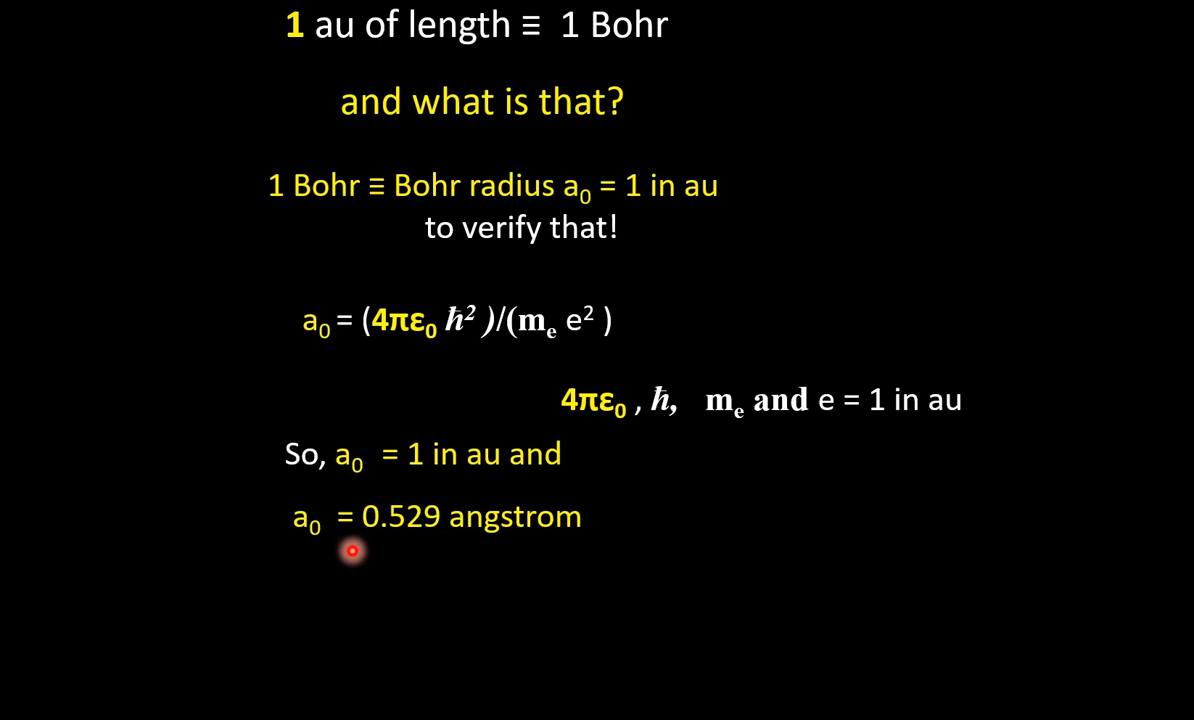 1 au of length ≡ 1 Bohr
and what is that?
1 Bohr ≡ Bohr radius a₀ = 1 in au
to verify that!
a₀ = (4πε₀ ℏ² )/(mₑ e² )
4πε₀ , ℏ, mₑ and e = 1 in au
So, a₀ = 1 in au and
a₀ = 0.529 angstrom